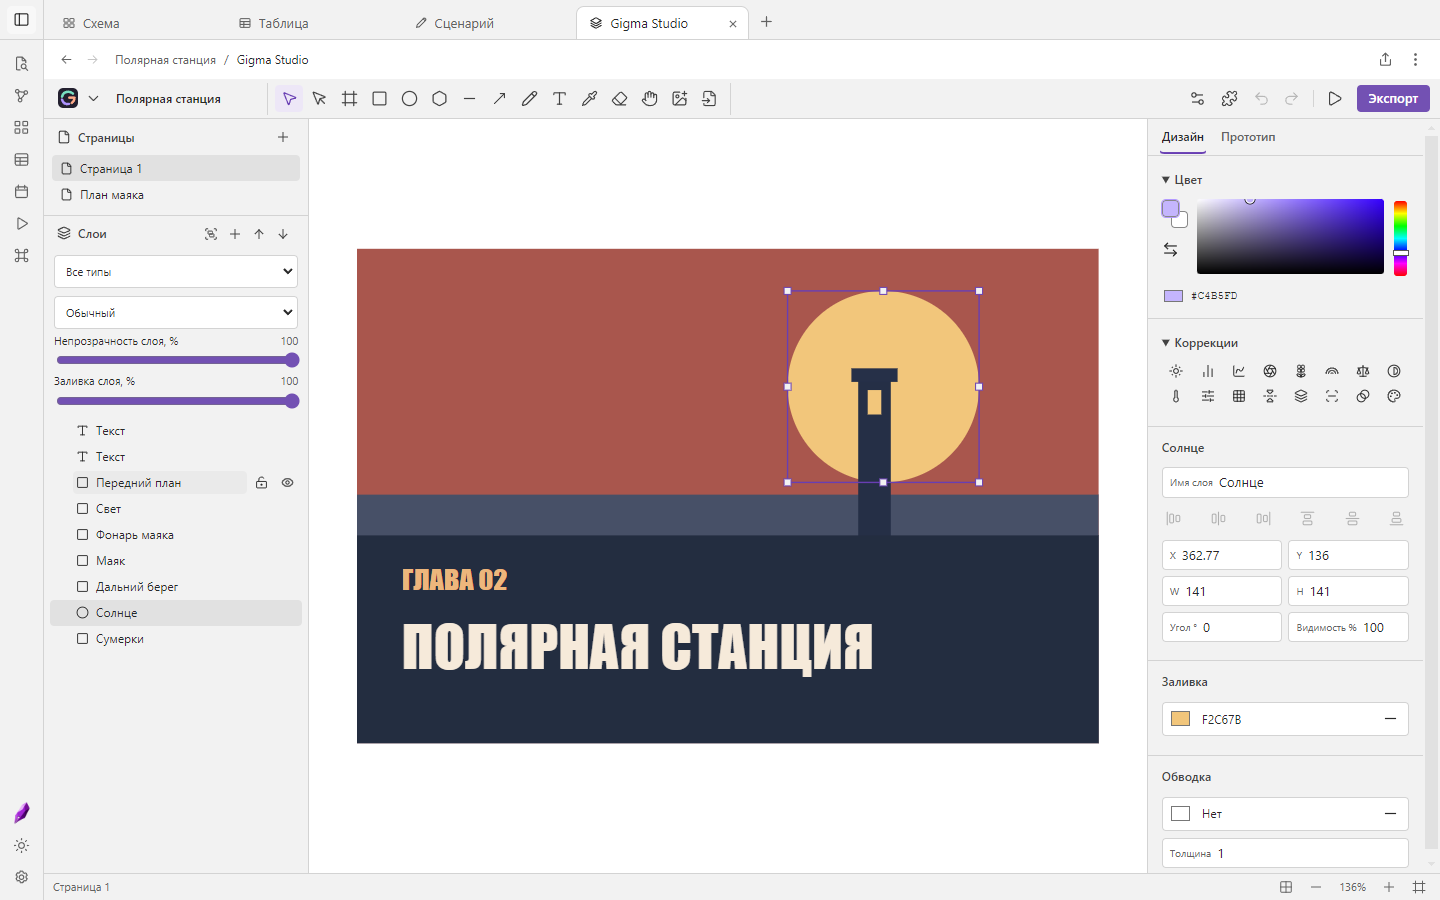 Схема
Таблица
Сценарий
Gigma Studio
Полярная станция / Gigma Studio
Полярная станция
Экспорт
Страницы
Страница 1
План маяка
Слои
Все типы
Обычный
Непрозрачность слоя, % 100
Заливка слоя, % 100
Текст
Текст
Передний план
Свет
Фонарь маяка
Маяк
Дальний берег
Солнце
Сумерки
ГЛАВА 02
ПОЛЯРНАЯ СТАНЦИЯ
Дизайн Прототип
Цвет
#C4B5FD
Коррекции
Солнце
Имя слоя Солнце
X 362.77 Y 136
W 141 H 141
Угол ° 0 Видимость % 100
Заливка
F2C67B
Обводка
Нет
Толщина 1
Страница 1
136%